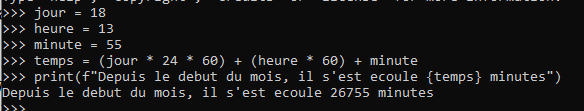 Type "help", "copyright", "credits" or "license" for more information.
>>> jour = 18
>>> heure = 13
>>> minute = 55
>>> temps = (jour * 24 * 60) + (heure * 60) + minute
>>> print(f"Depuis le debut du mois, il s'est ecoule {temps} minutes")
Depuis le debut du mois, il s'est ecoule 26755 minutes
>>>